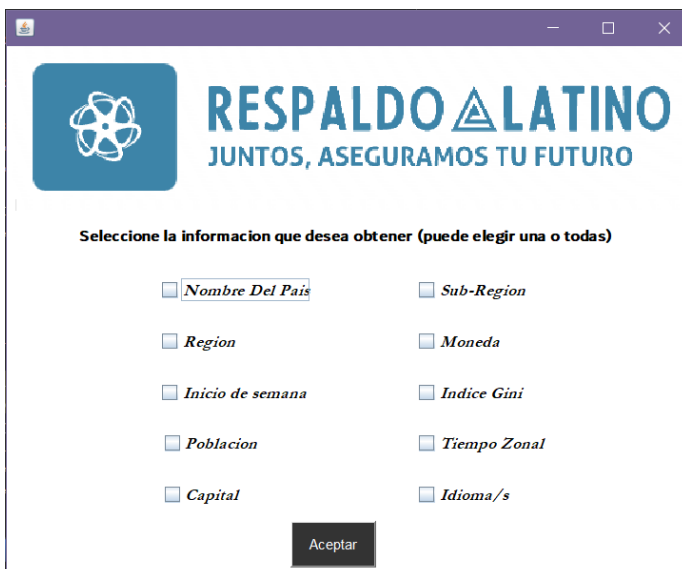 RESPALDO LATINO
JUNTOS, ASEGURAMOS TU FUTURO
Seleccione la informacion que desea obtener (puede elegir una o todas)
Nombre Del Pais
Sub-Region
Region
Moneda
Inicio de semana
Indice Gini
Poblacion
Tiempo Zonal
Capital
Idioma/s
Aceptar